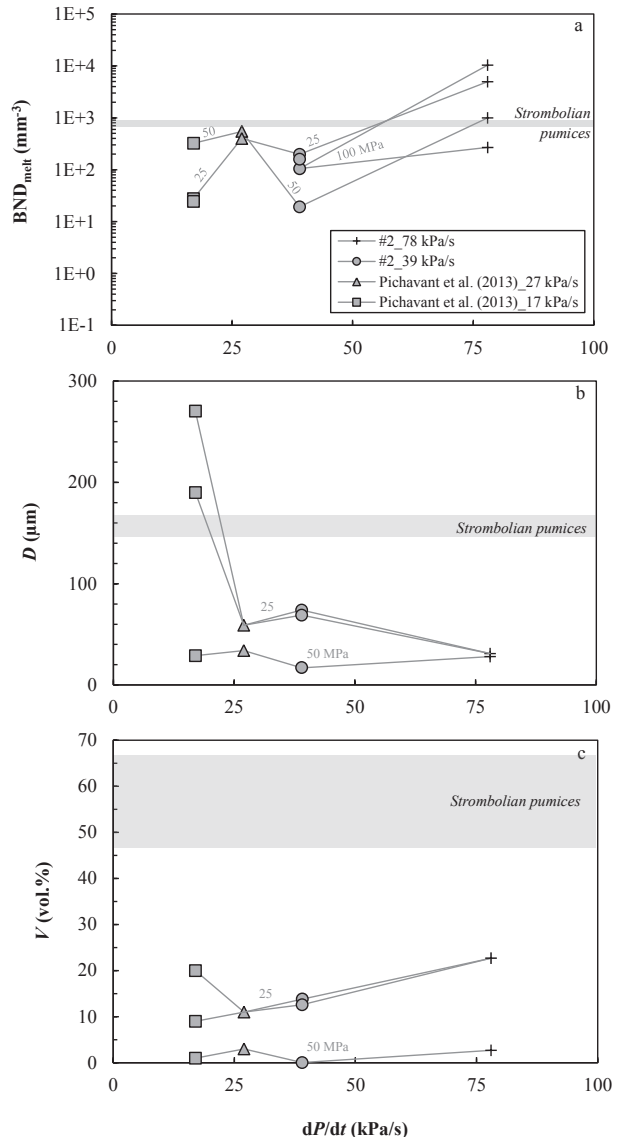 a
1E+5
1E+4
1E+3
1E+2
1E+1
1E+0
1E-1
BND_melt (mm⁻³)
Strombolian
pumices
50
25
25
50
100 MPa
#2_78 kPa/s
#2_39 kPa/s
Pichavant et al. (2013)_27 kPa/s
Pichavant et al. (2013)_17 kPa/s
0 25 50 75 100
b
300
200
100
0
D (µm)
Strombolian pumices
25
50 MPa
0 25 50 75 100
c
70
60
50
40
30
20
10
0
V (vol.%)
Strombolian pumices
25
50 MPa
0 25 50 75 100
dP/dt (kPa/s)